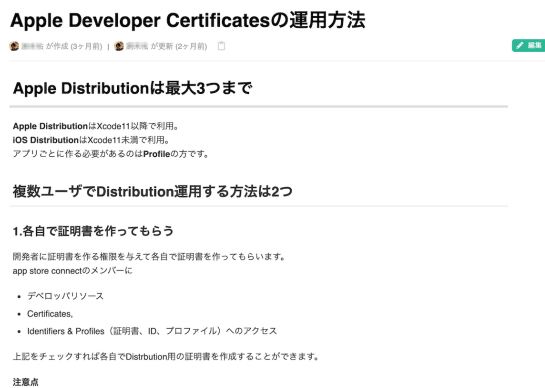 Apple Developer Certificatesの運用方法
が作成 (3ヶ月前) | が更新 (2ヶ月前)
編集
Apple Distributionは最大3つまで
Apple DistributionはXcode11以降で利用。
iOS DistributionはXcode11未満で利用。
アプリごとに作る必要があるのはProfileの方です。
複数ユーザでDistribution運用する方法は2つ
1.各自で証明書を作ってもらう
開発者に証明書を作る権限を与えて各自で証明書を作ってもらいます。
app store connectのメンバーに
• デベロッパリソース
• Certificates,
• Identifiers & Profiles（証明書、ID、プロファイル）へのアクセス
上記をチェックすれば各自でDistrbution用の証明書を作成することができます。
注意点